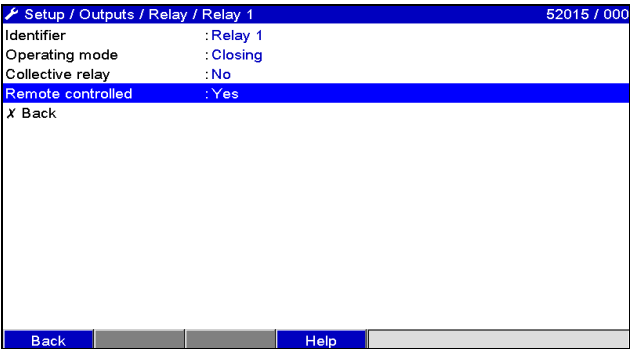 Setup / Outputs / Relay / Relay 1 52015 / 000
Identifier : Relay 1
Operating mode : Closing
Collective relay : No
Remote controlled : Yes
✗ Back
Back Help